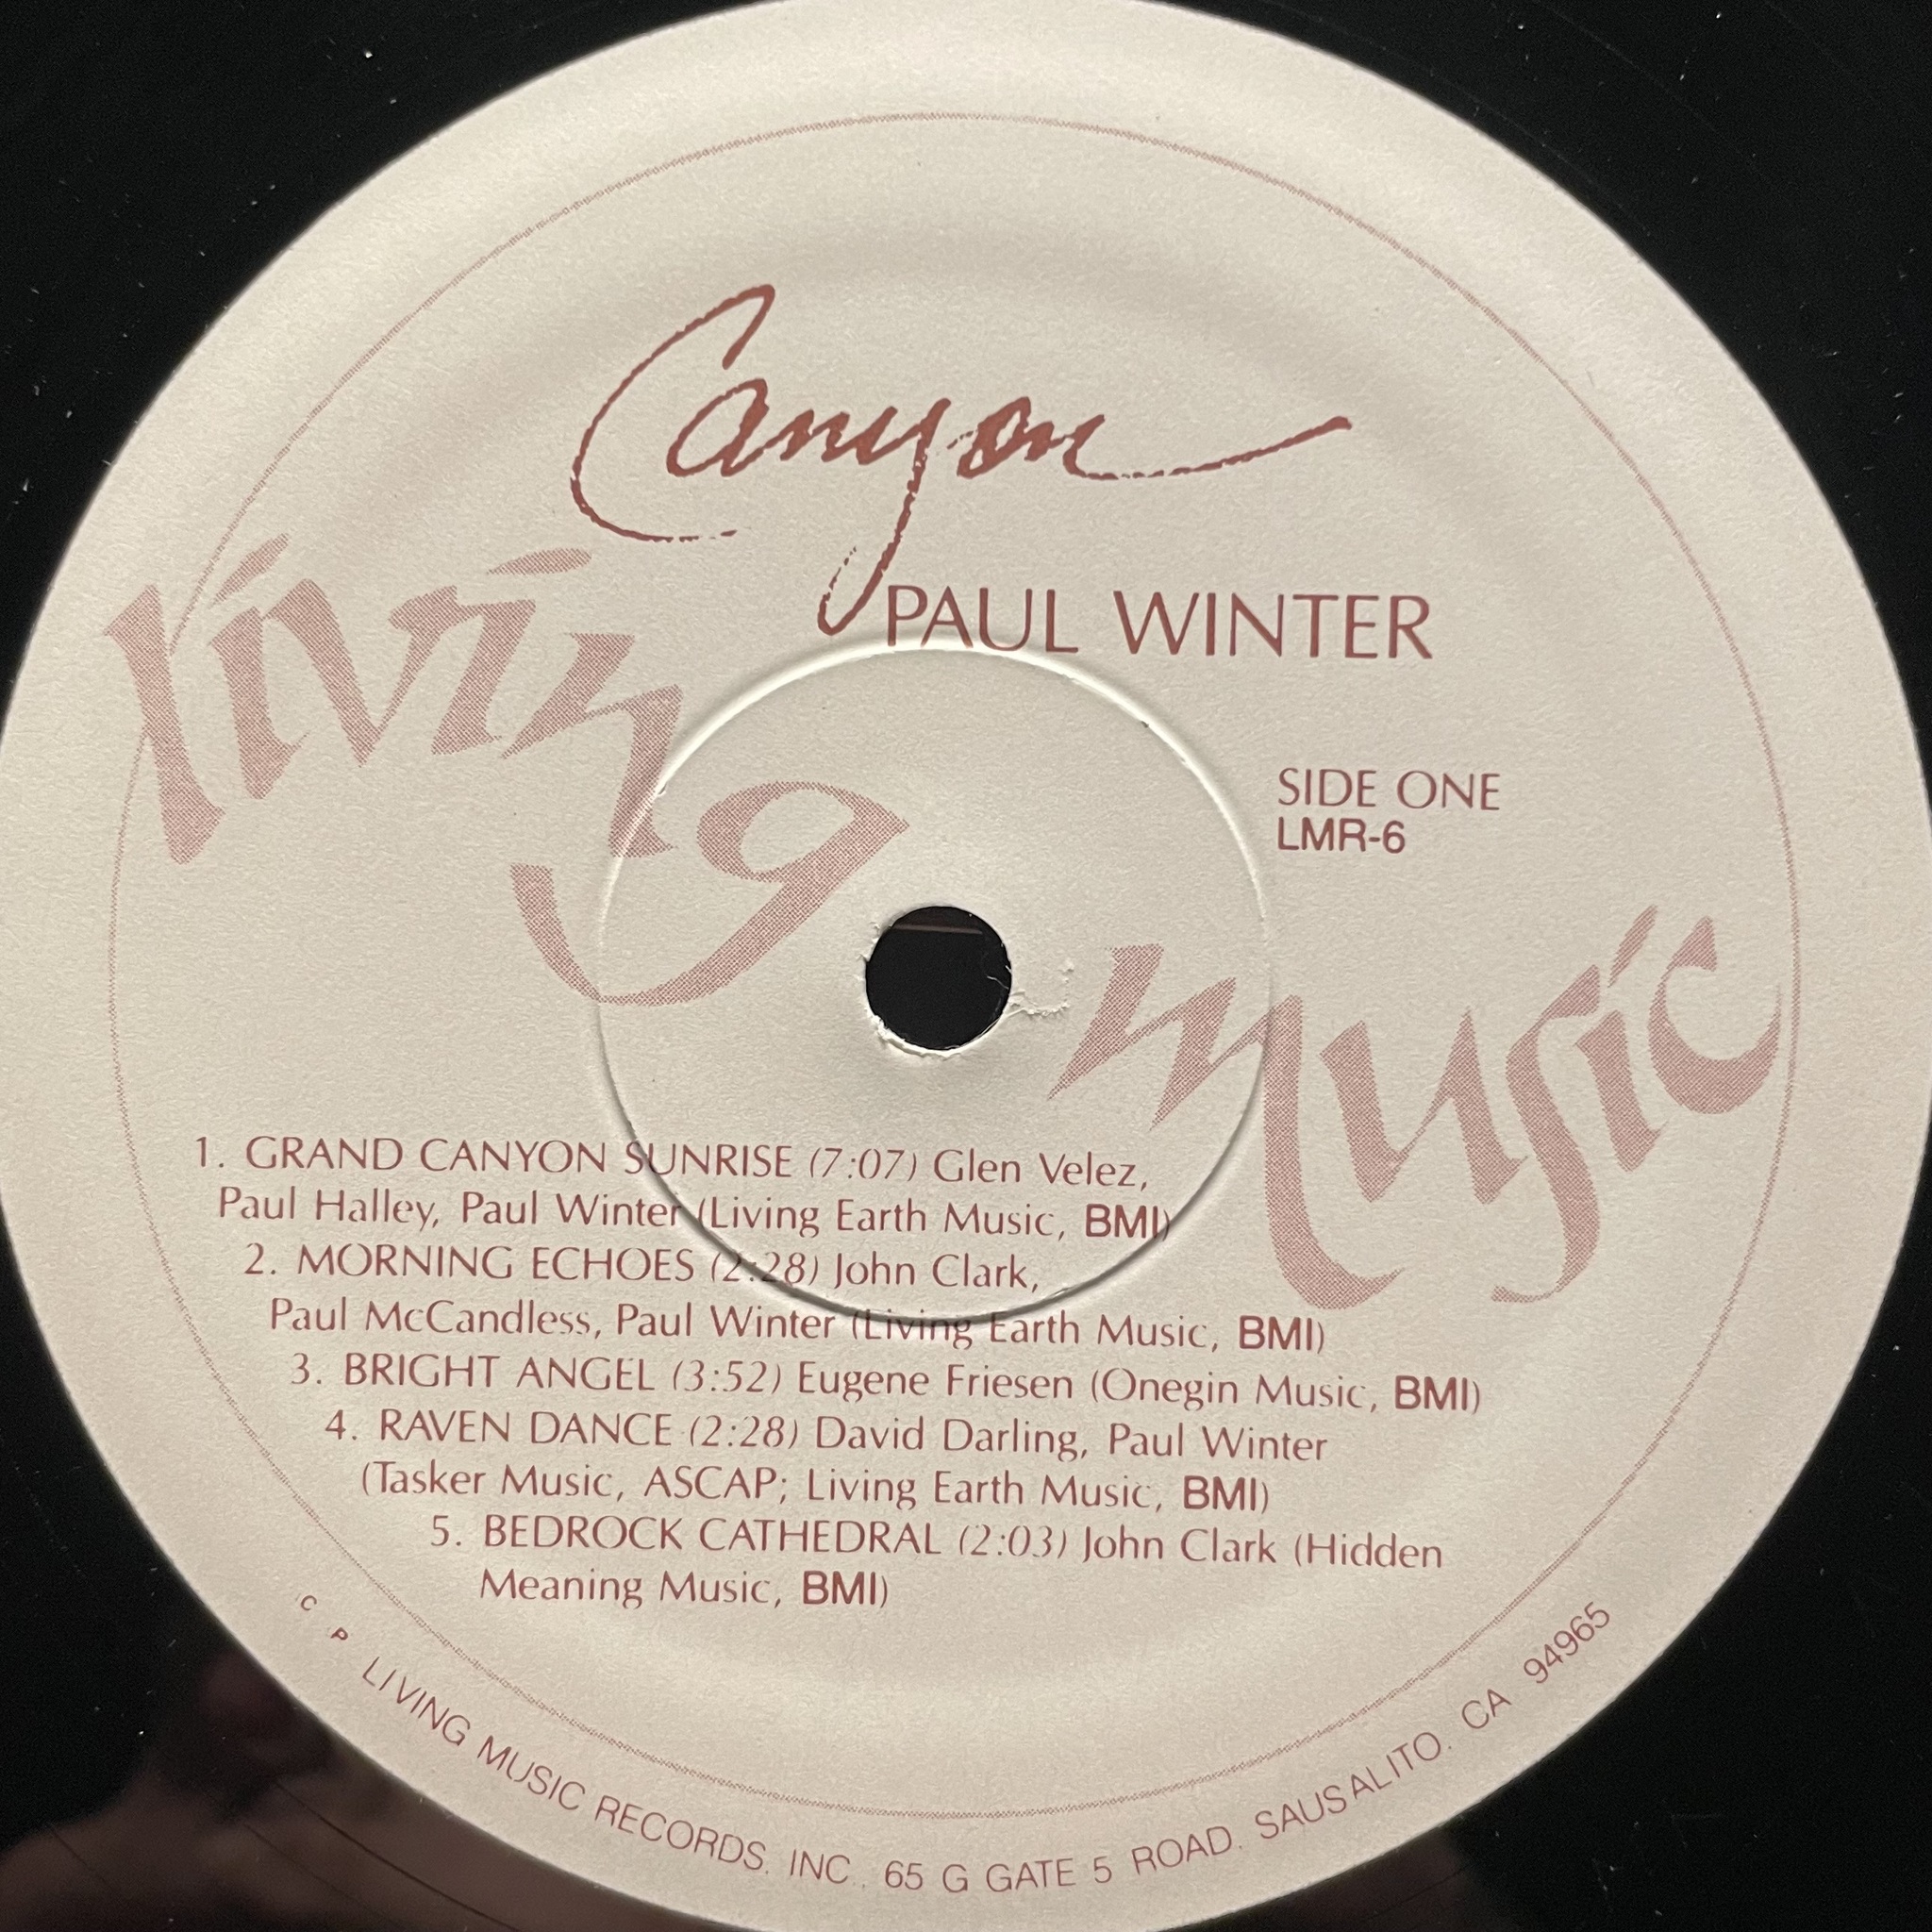 Canyon
PAUL WINTER
living
music
SIDE ONE
LMR-6
1. GRAND CANYON SUNRISE (7:07) Glen Velez,
Paul Halley, Paul Winter (Living Earth Music, BMI)
2. MORNING ECHOES (2:28) John Clark,
Paul McCandless, Paul Winter (Living Earth Music, BMI)
3. BRIGHT ANGEL (3:52) Eugene Friesen (Onegin Music, BMI)
4. RAVEN DANCE (2:28) David Darling, Paul Winter
(Tasker Music, ASCAP; Living Earth Music, BMI)
5. BEDROCK CATHEDRAL (2:03) John Clark (Hidden
Meaning Music, BMI)
C P LIVING MUSIC RECORDS, INC., 65 G GATE 5 ROAD, SAUSALITO, CA 94965